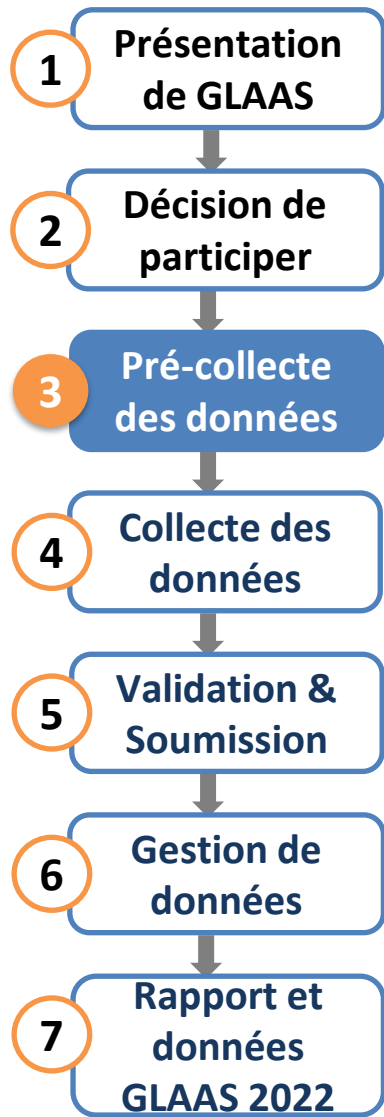 1
Présentation
de GLAAS
2
Décision de
participer
3
Pré-collecte
des données
4
Collecte des
données
5
Validation &
Soumission
6
Gestion de
données
7
Rapport et
données
GLAAS 2022